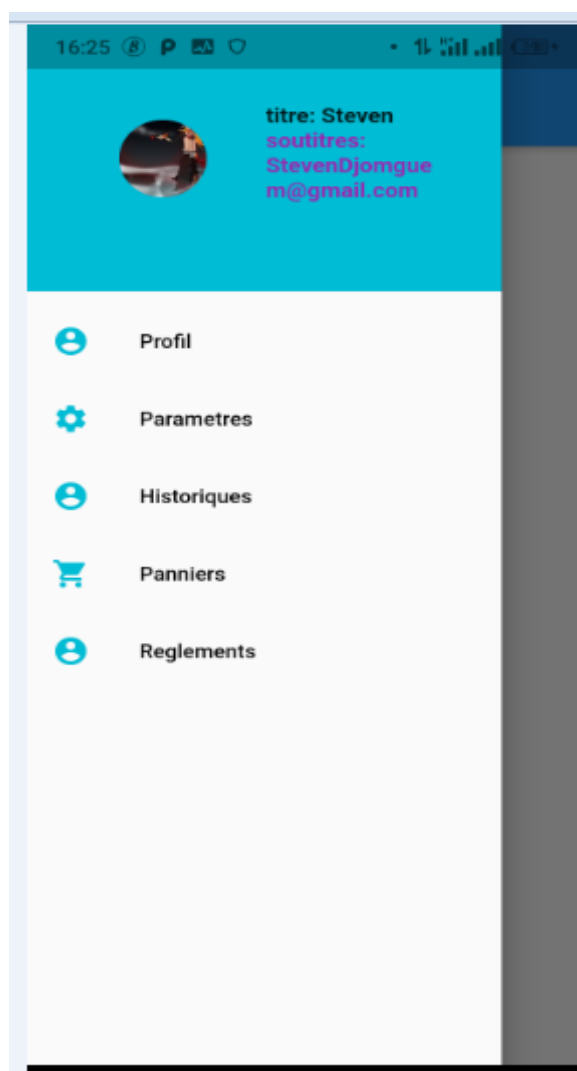 16:25
titre: Steven
soutitres:
StevenDjomgue
m@gmail.com
Profil
Parametres
Historiques
Panniers
Reglements